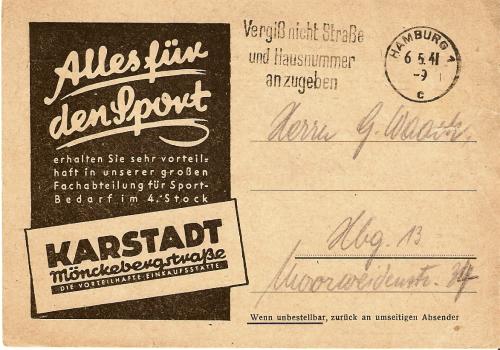 Alles für
den Sport
erhalten Sie sehr vorteil-
haft in unserer großen
Fachabteilung für Sport-
Bedarf im 4. Stock
KARSTADT
Mönckebergstraße
DIE VORTEILHAFTE EINKAUFSSTÄTTE
Vergiß nicht Straße
und Hausnummer
anzugeben
HAMBURG 1
6 5. 41
-9
c
Herrn G.
Hbg. 13
Moorweidenstr.
Wenn unbestellbar, zurück an umseitigen Absender